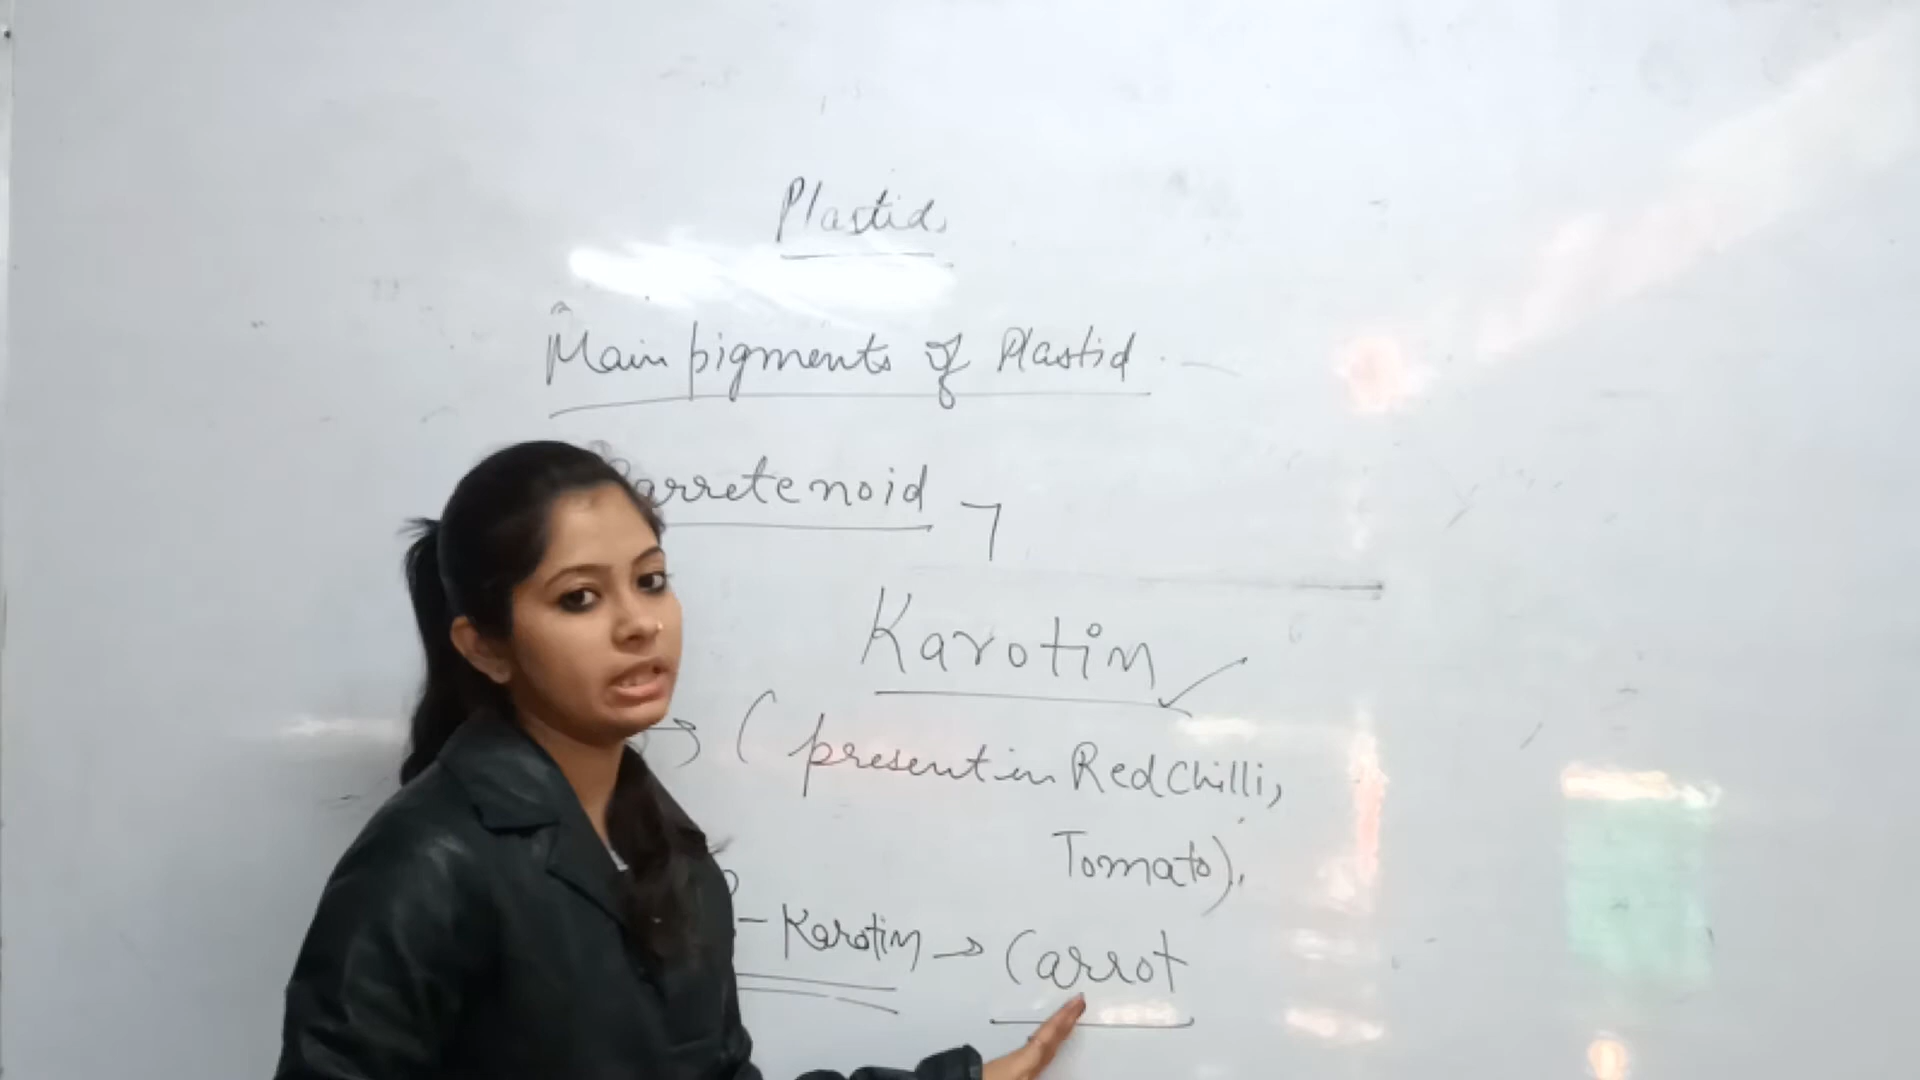 Plastid
Main pigments of Plastid
Carretenoid
Karotin
→ (present in Red Chilli,
Tomato).
- Karotin → Carrot